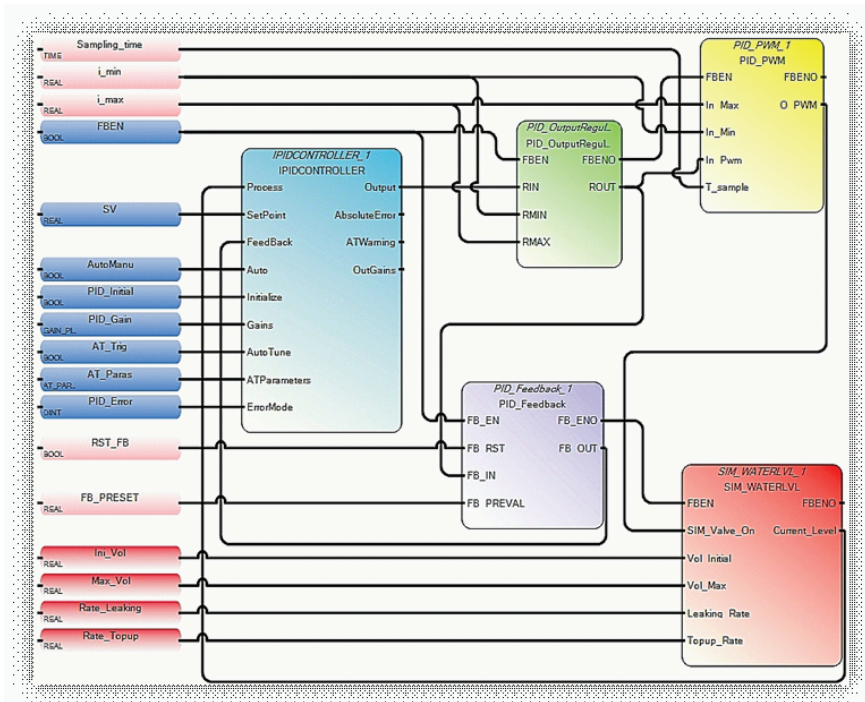 Sampling_time
TIME
i_min
REAL
i_max
REAL
FBEN
BOOL
SV
REAL
AutoManu
BOOL
PID_Initial
BOOL
PID_Gain
GAIN_PI..
AT_Trig
BOOL
AT_Paras
AT_PAR..
PID_Error
DINT
RST_FB
BOOL
FB_PRESET
REAL
Ini_Vol
REAL
Max_Vol
REAL
Rate_Leaking
REAL
Rate_Topup
REAL
IPIDCONTROLLER_1
IPIDCONTROLLER
Process Output
SetPoint AbsoluteError
FeedBack ATWarning
Auto OutGains
Initialize
Gains
AutoTune
ATParameters
ErrorMode
PID_OutputRegul..
PID_OutputRegul..
FBEN FBENO
RIN ROUT
RMIN
RMAX
PID_PWM_1
PID_PWM
FBEN FBENO
In_Max O_PWM
In_Min
In_Pwm
T_sample
PID_Feedback_1
PID_Feedback
FB_EN FB_ENO
FB_RST FB_OUT
FB_IN
FB_PREVAL
SIM_WATERLVL_1
SIM_WATERLVL
FBEN FBENO
SIM_Valve_On Current_Level
Vol_Initial
Vol_Max
Leaking_Rate
Topup_Rate